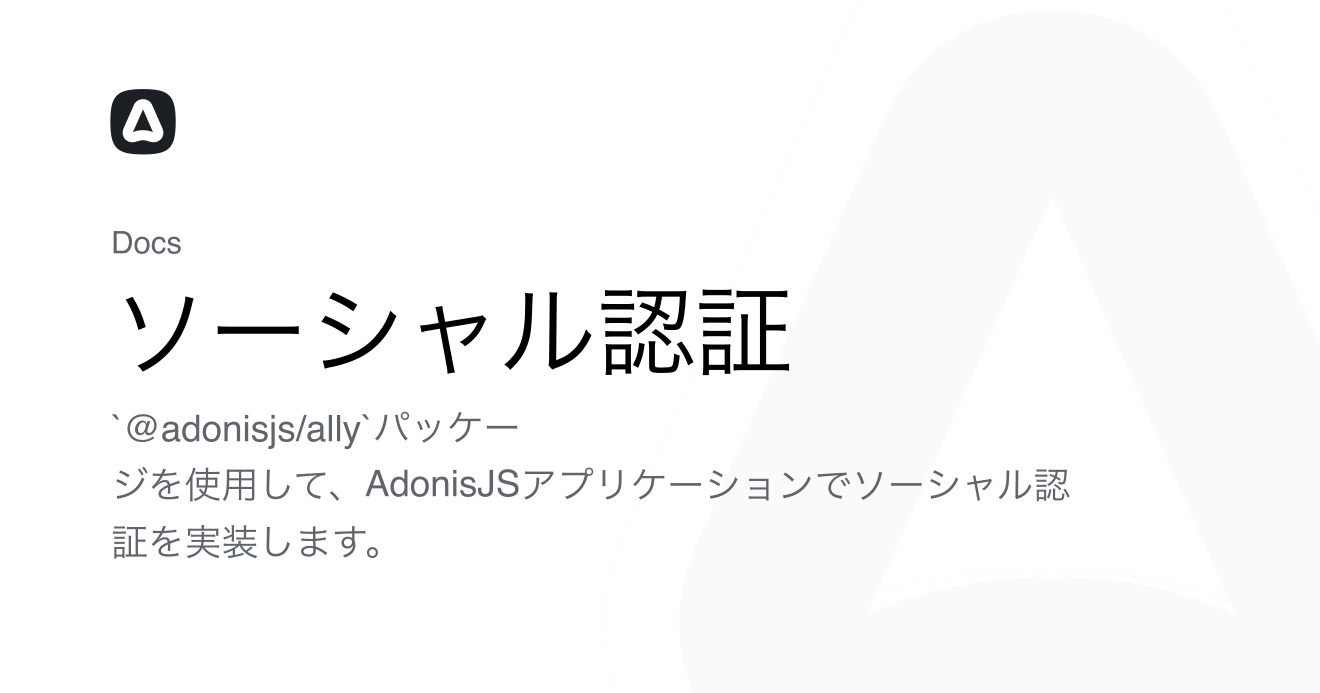 Docs
ソーシャル認証
`@adonisjs/ally`パッケー
ジを使用して、AdonisJSアプリケーションでソーシャル認
証を実装します。